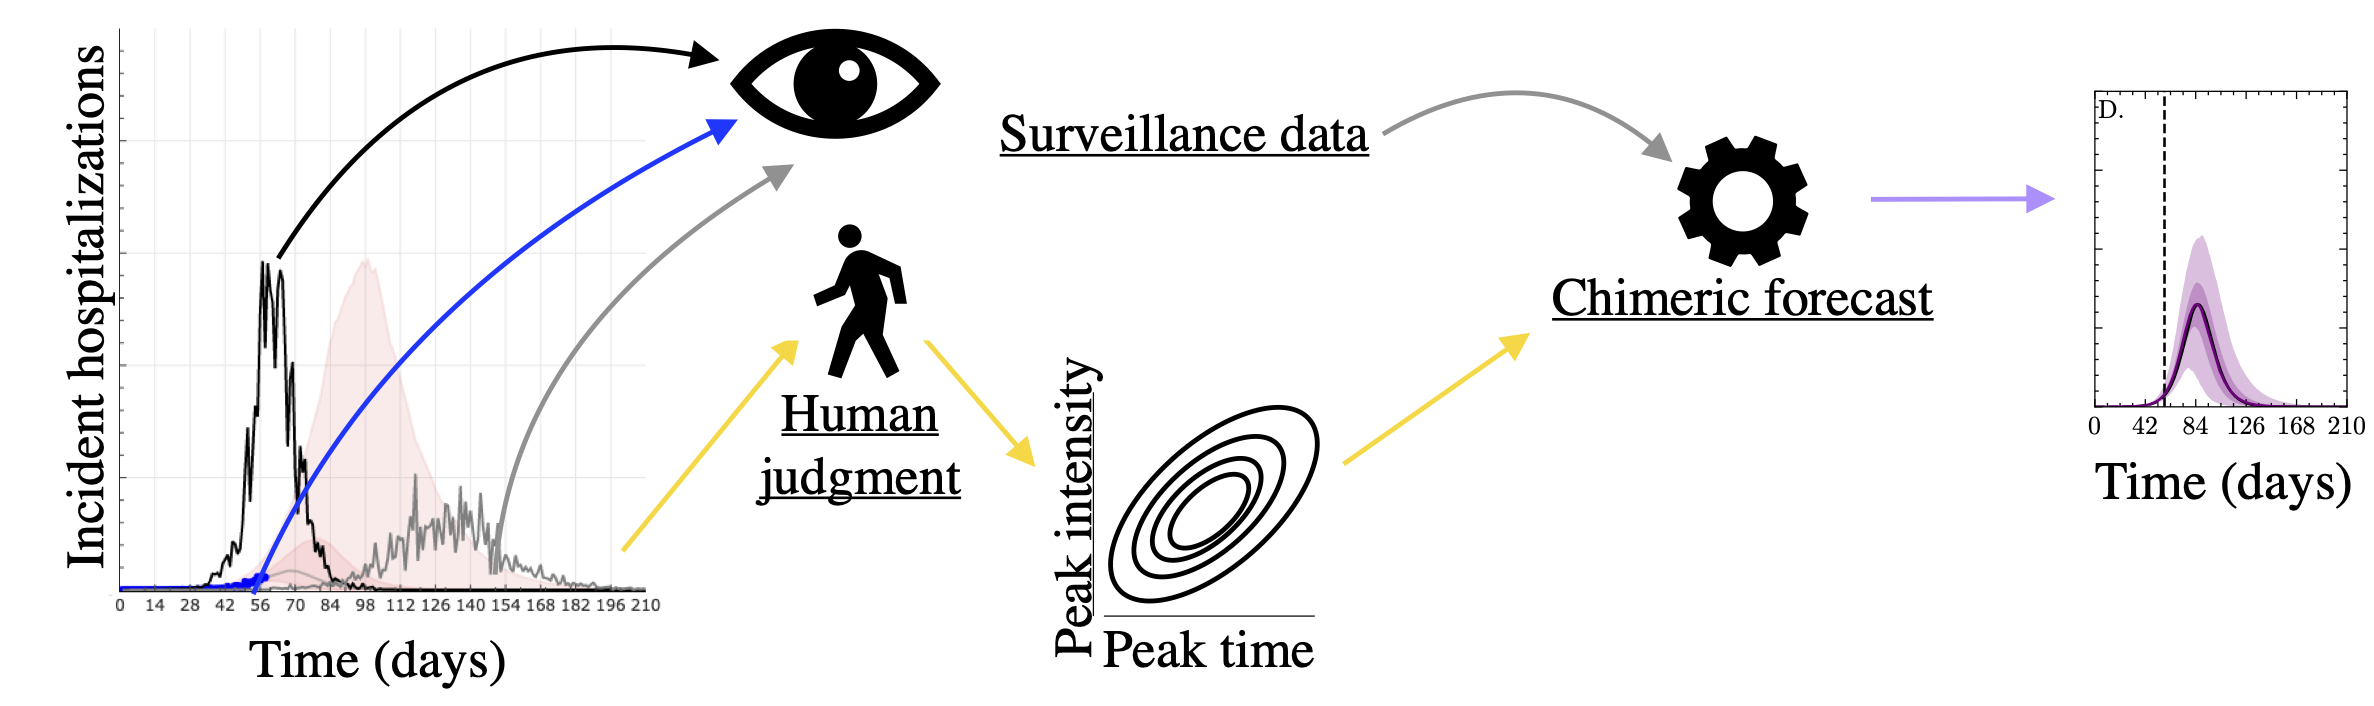 Incident hospitalizations
0 14 28 42 56 70 84 98 112 126 140 154 168 182 196 210
Time (days)
Surveillance data
Human
judgment
Peak intensity
Peak time
Chimeric forecast
D.
0 42 84 126 168 210
Time (days)